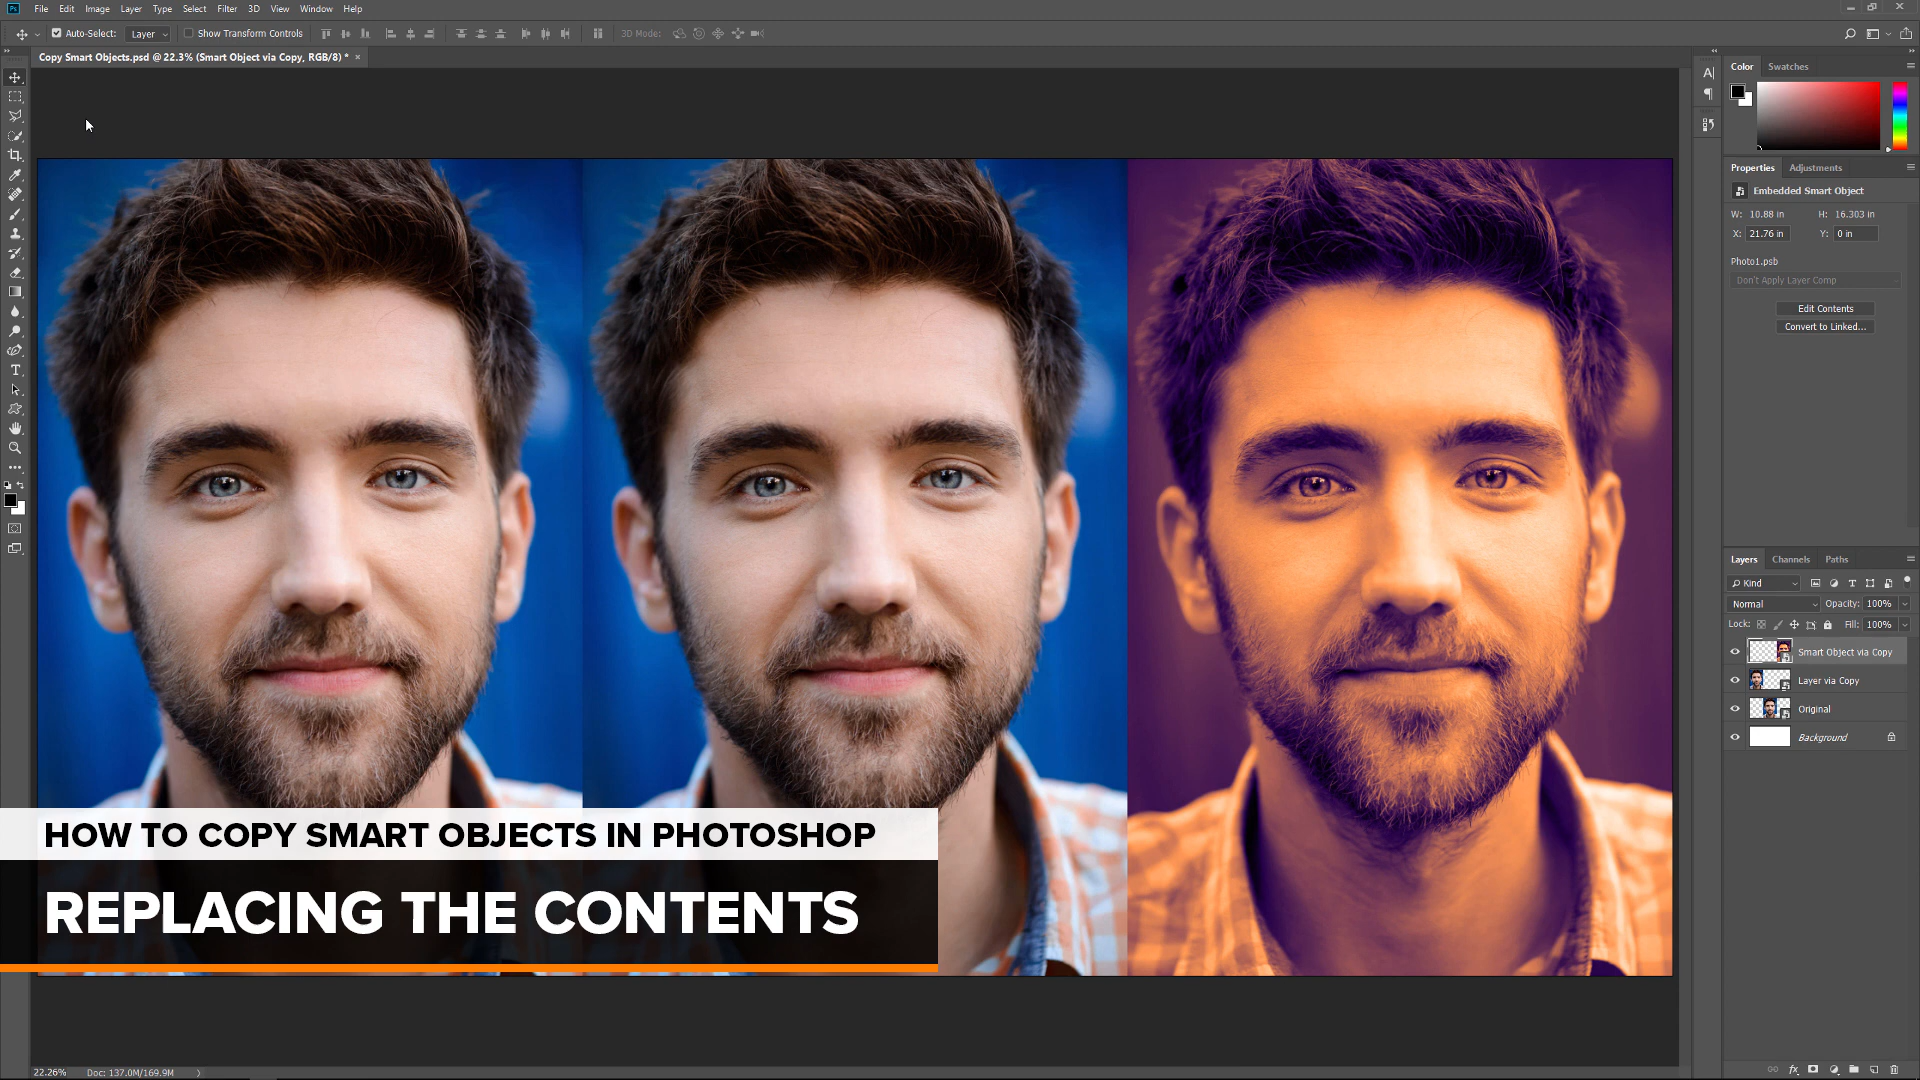 Ps File Edit Image Layer Type Select Filter 3D View Window Help
Auto-Select: Layer Show Transform Controls 3D Mode:
Copy Smart Objects.psd @ 22.3% (Smart Object via Copy, RGB/8) * ×
Color Swatches
Properties Adjustments
Embedded Smart Object
W: 10.88 in H: 16.303 in
X: 21.76 in Y: 0 in
Photo1.psb
Don't Apply Layer Comp
Edit Contents
Convert to Linked...
Layers Channels Paths
Kind
Normal Opacity: 100%
Lock: Fill: 100%
Smart Object via Copy
Layer via Copy
Original
Background
HOW TO COPY SMART OBJECTS IN PHOTOSHOP
REPLACING THE CONTENTS
22.26% Doc: 137.0M/169.9M